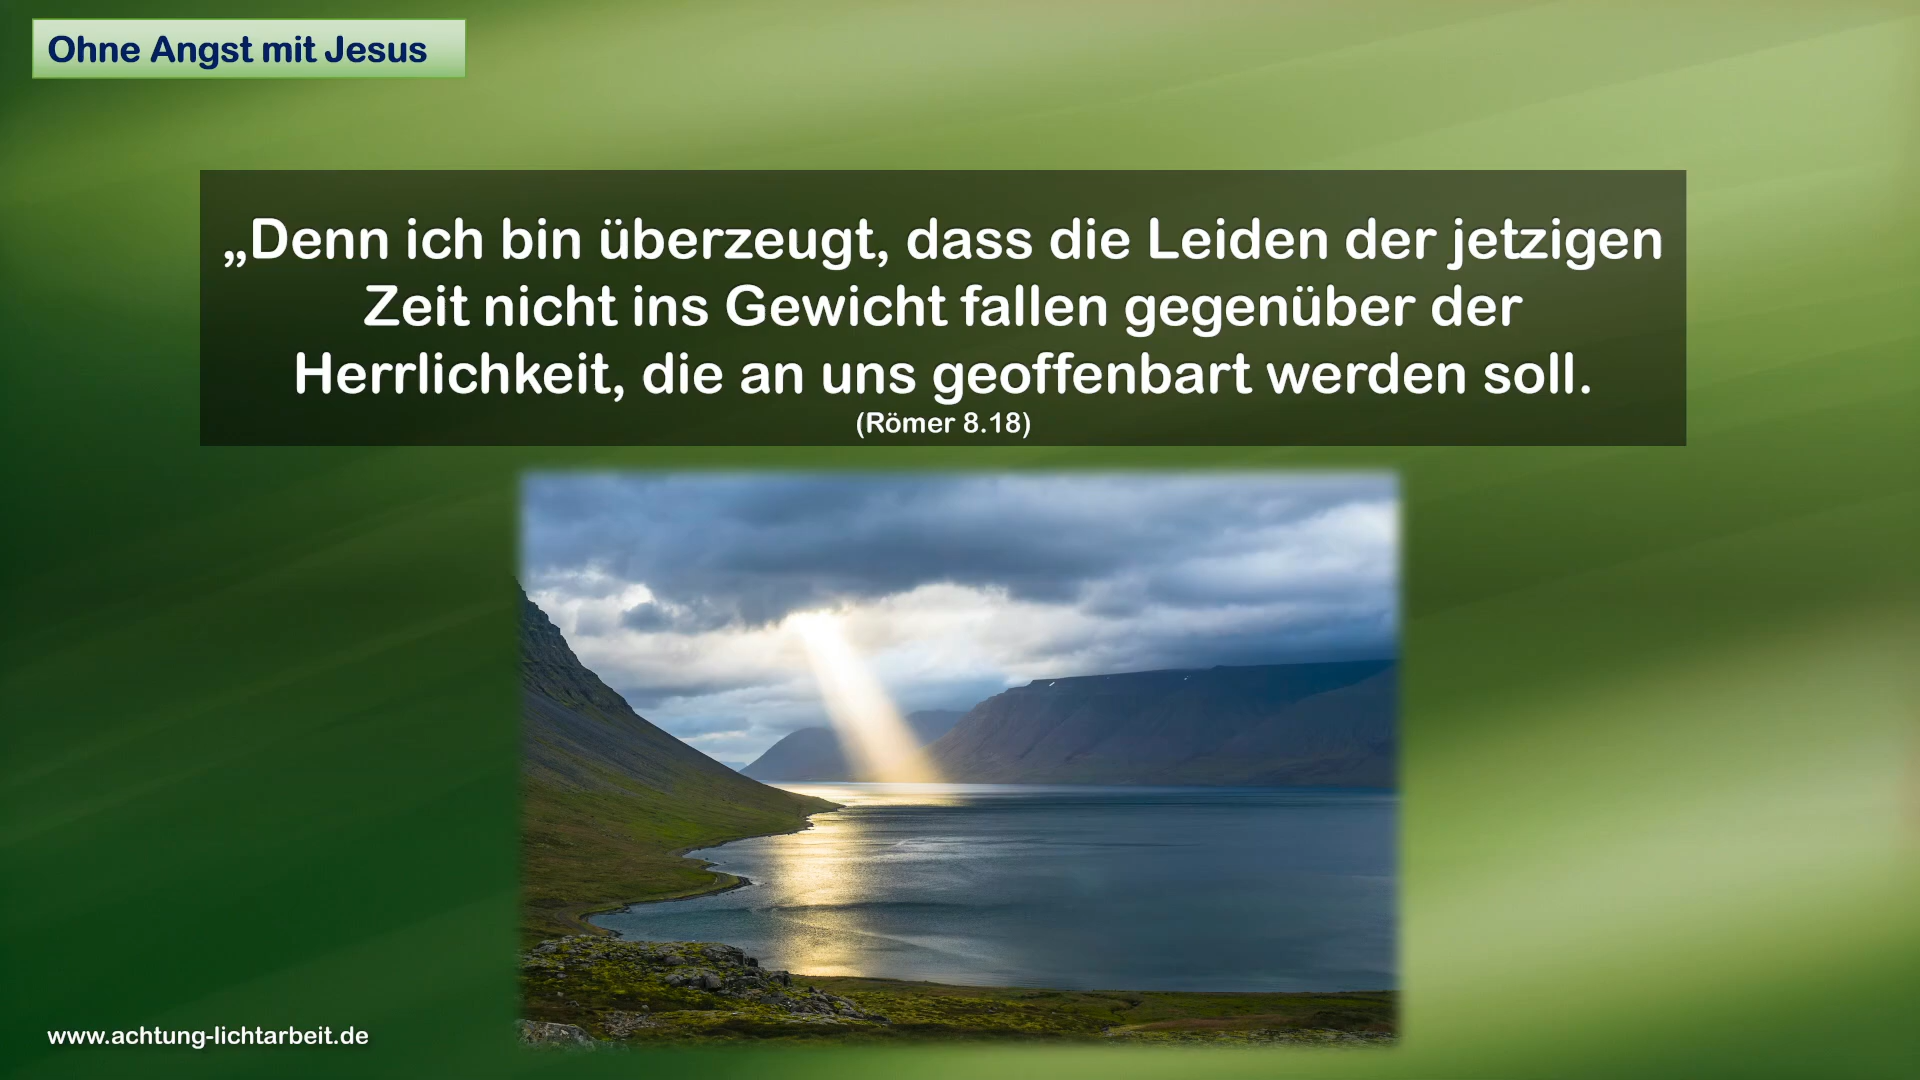 Ohne Angst mit Jesus
„Denn ich bin überzeugt, dass die Leiden der jetzigen
Zeit nicht ins Gewicht fallen gegenüber der
Herrlichkeit, die an uns geoffenbart werden soll.
(Römer 8.18)
www.achtung-lichtarbeit.de